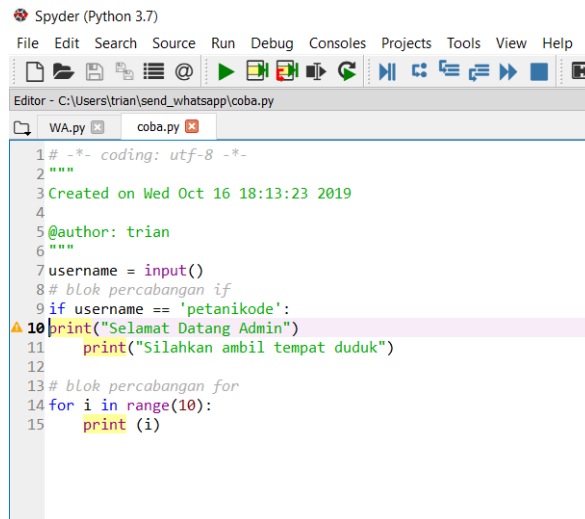 Spyder (Python 3.7)
File Edit Search Source Run Debug Consoles Projects Tools View Help
Editor - C:\Users\trian\send_whatsapp\coba.py
WA.py coba.py
1 # -*- coding: utf-8 -*-
2 """
3 Created on Wed Oct 16 18:13:23 2019
4
5 @author: trian
6 """
7 username = input()
8 # blok percabangan if
9 if username == 'petanikode':
10 print("Selamat Datang Admin")
11     print("Silahkan ambil tempat duduk")
12
13 # blok percabangan for
14 for i in range(10):
15     print (i)